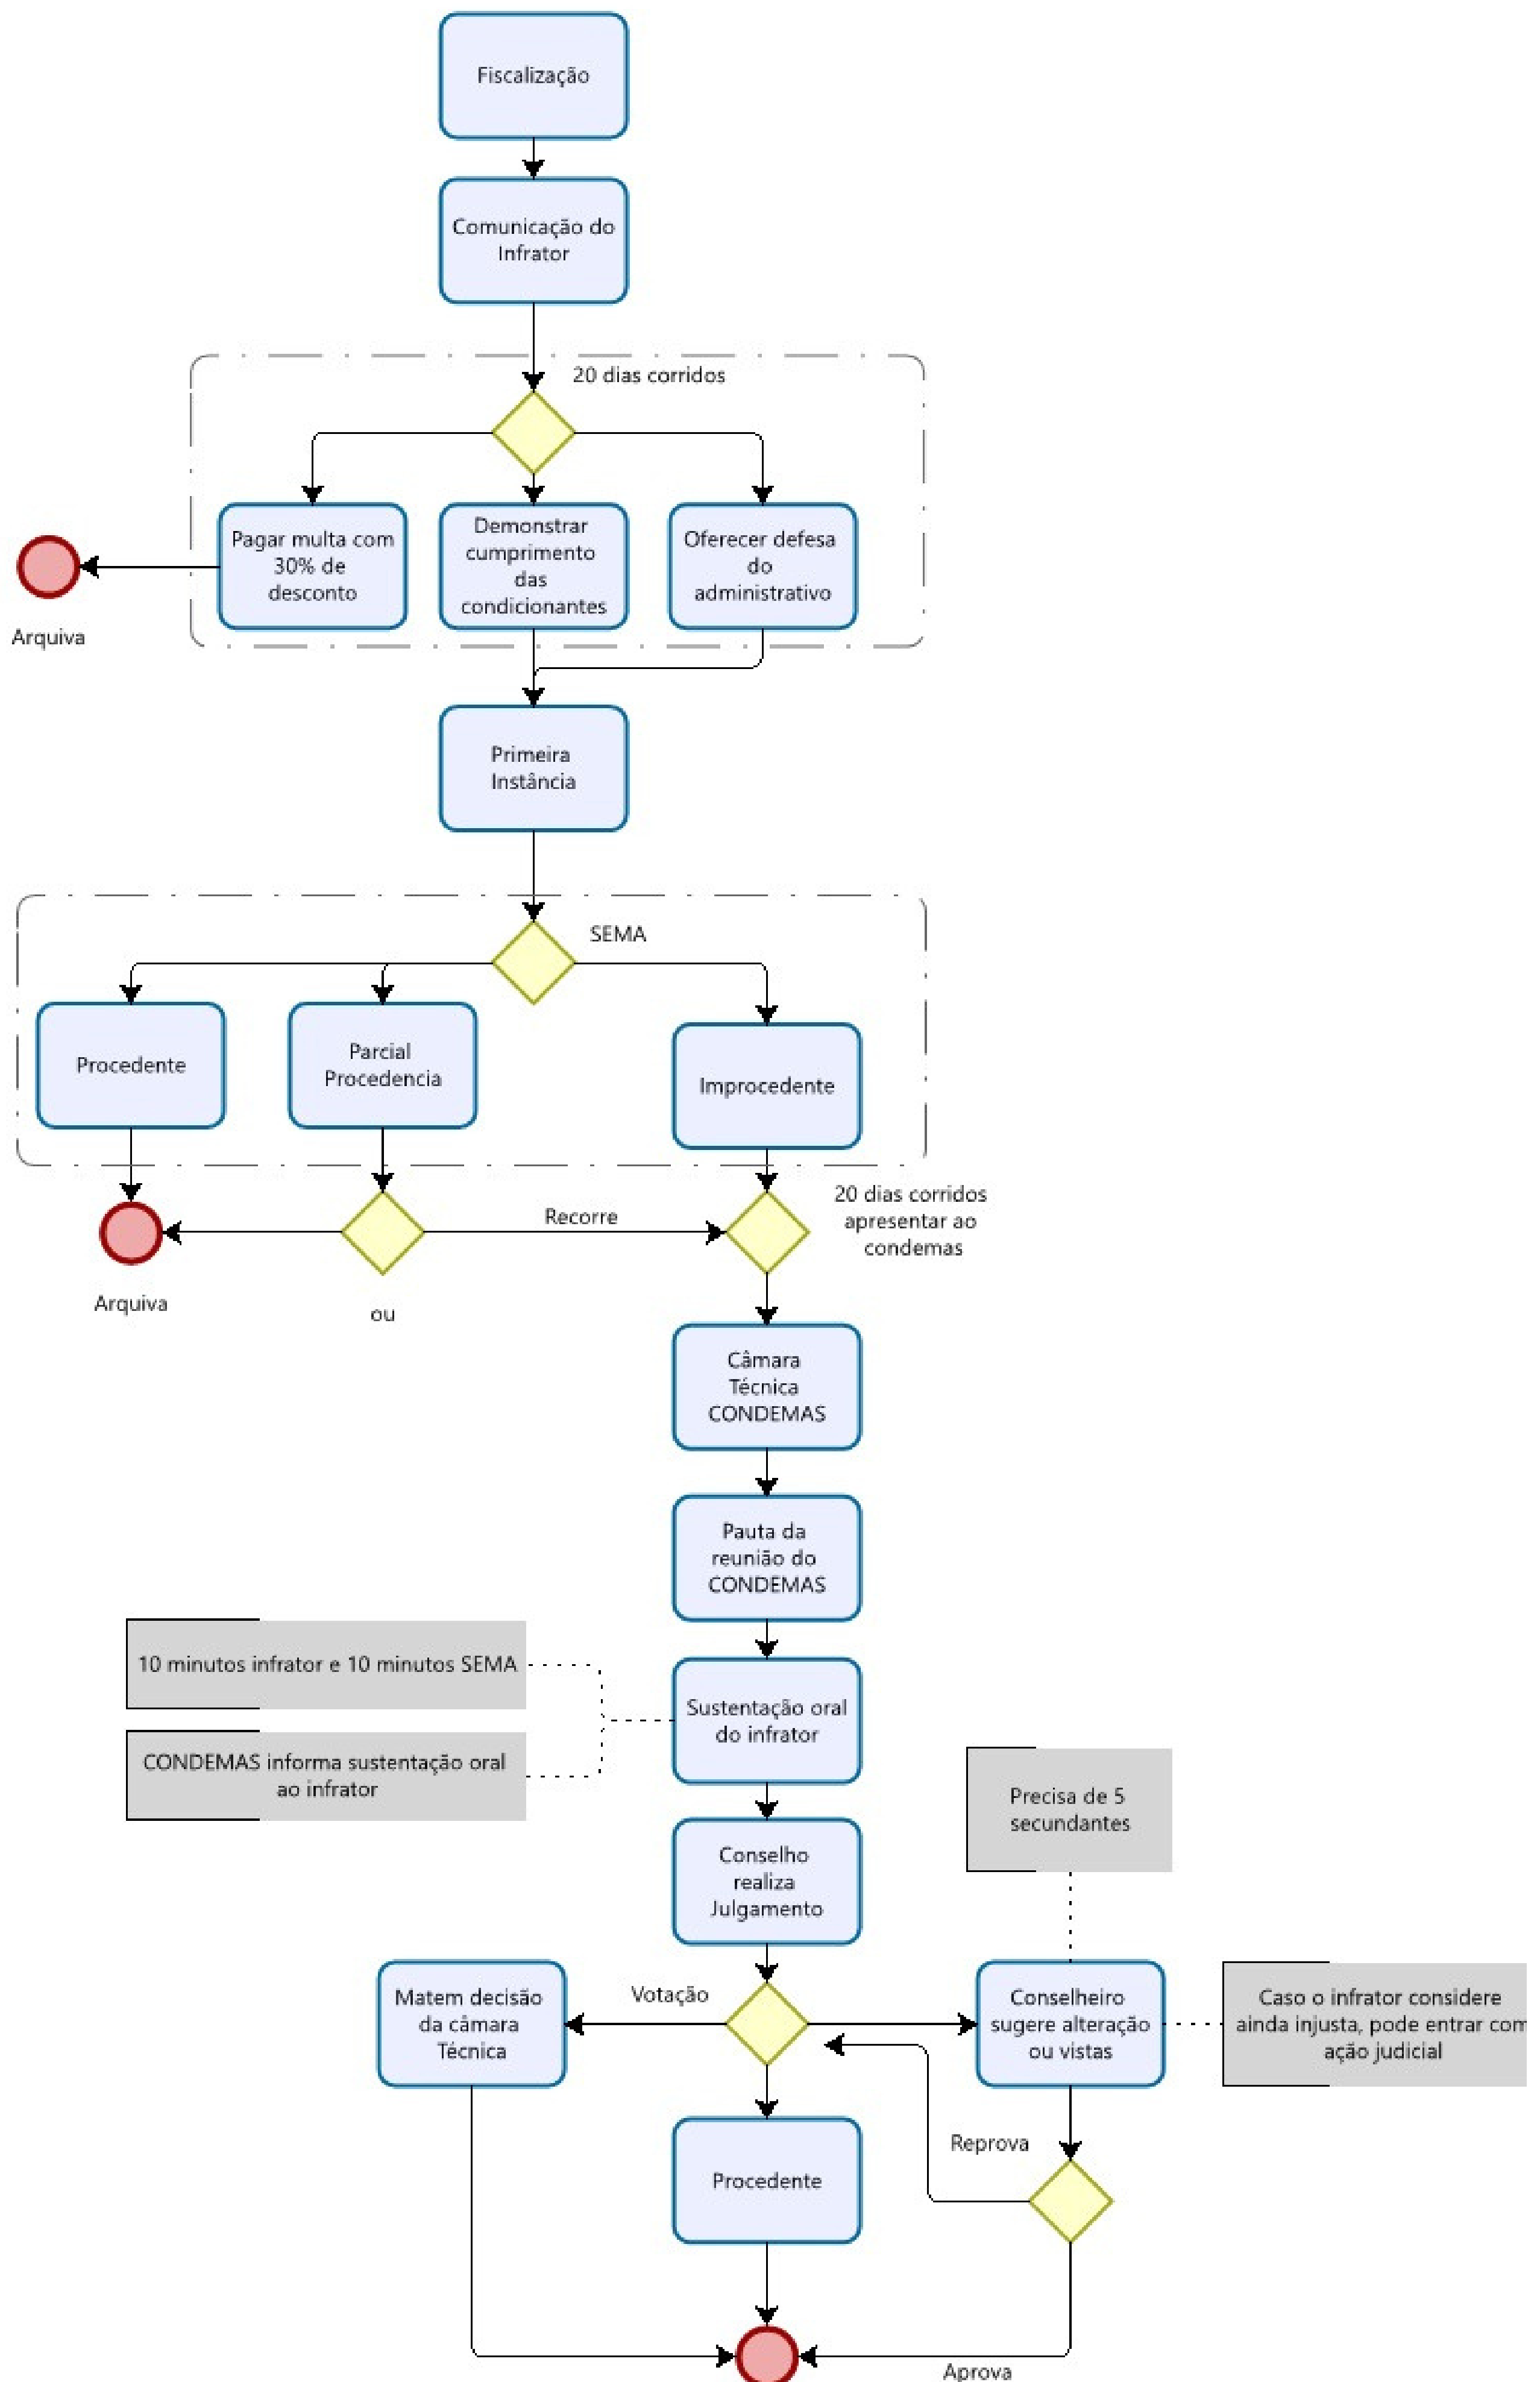 Fiscalização
Comunicação do
Infrator
20 dias corridos
Pagar multa com
30% de
desconto
Demonstrar
cumprimento
das
condicionantes
Oferecer defesa
do
administrativo
Arquiva
Primeira
Instância
SEMA
Procedente
Parcial
Procedencia
Improcedente
Recorre
20 dias corridos
apresentar ao
condemas
Arquiva
ou
Câmara
Técnica
CONDEMAS
Pauta da
reunião do
CONDEMAS
10 minutos infrator e 10 minutos SEMA
CONDEMAS informa sustentação oral
ao infrator
Sustentação oral
do infrator
Precisa de 5
secundantes
Conselho
realiza
Julgamento
Matem decisão
da câmara
Técnica
Votação
Conselheiro
sugere alteração
ou vistas
Caso o infrator considere
ainda injusta, pode entrar com
ação judicial
Procedente
Reprova
Aprova